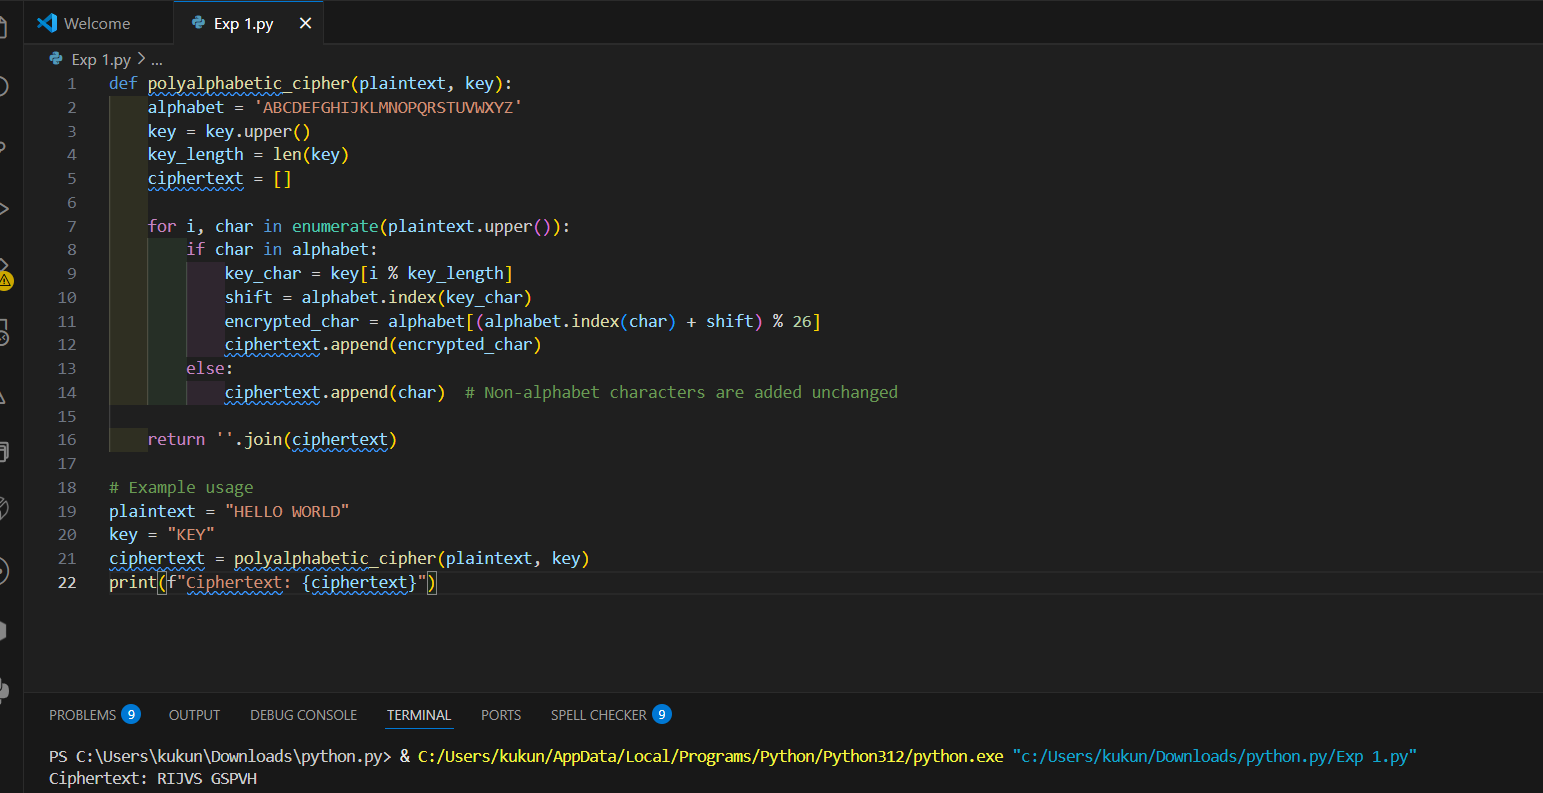 Welcome Exp 1.py ×
Exp 1.py > ...
1 def polyalphabetic_cipher(plaintext, key):
2     alphabet = 'ABCDEFGHIJKLMNOPQRSTUVWXYZ'
3     key = key.upper()
4     key_length = len(key)
5     ciphertext = []
6
7     for i, char in enumerate(plaintext.upper()):
8         if char in alphabet:
9             key_char = key[i % key_length]
10             shift = alphabet.index(key_char)
11             encrypted_char = alphabet[(alphabet.index(char) + shift) % 26]
12             ciphertext.append(encrypted_char)
13         else:
14             ciphertext.append(char)  # Non-alphabet characters are added unchanged
15
16     return ''.join(ciphertext)
17
18 # Example usage
19 plaintext = "HELLO WORLD"
20 key = "KEY"
21 ciphertext = polyalphabetic_cipher(plaintext, key)
22 print(f"Ciphertext: {ciphertext}")
PROBLEMS 9 OUTPUT DEBUG CONSOLE TERMINAL PORTS SPELL CHECKER 9
PS C:\Users\kukun\Downloads\python.py> & C:/Users/kukun/AppData/Local/Programs/Python/Python312/python.exe "c:/Users/kukun/Downloads/python.py/Exp 1.py"
Ciphertext: RIJVS GSPVH